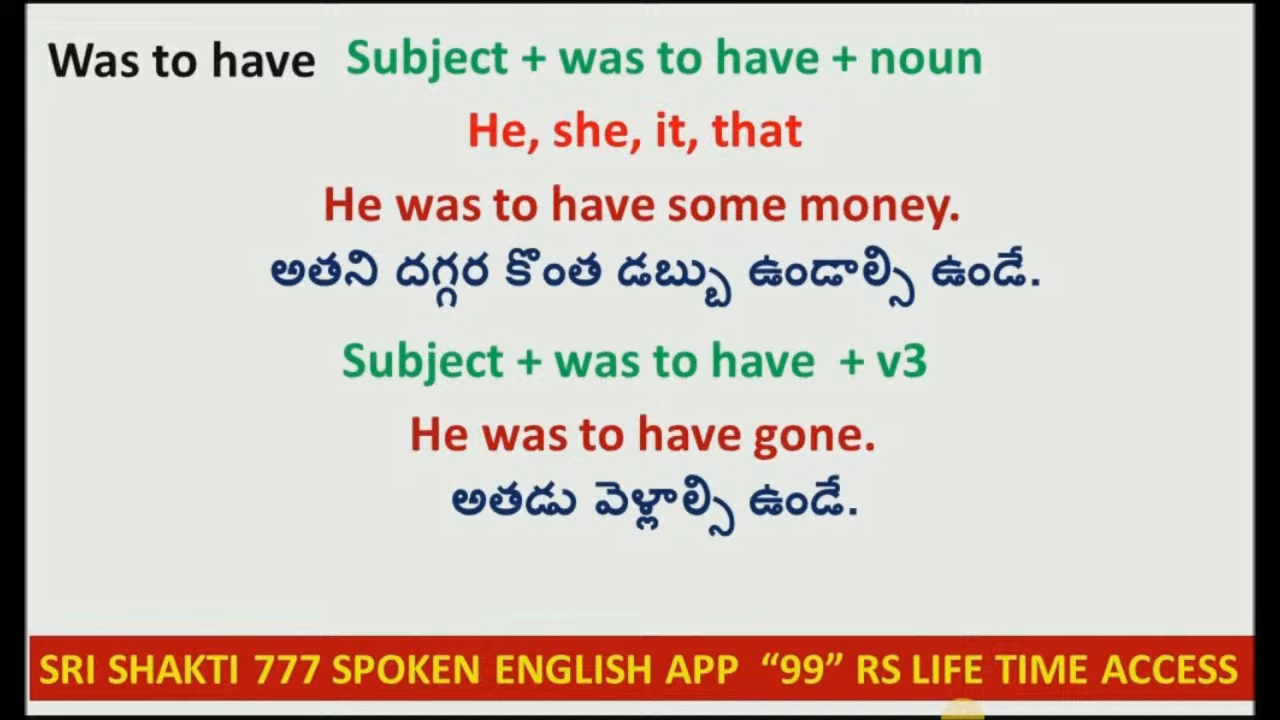 Was to have Subject + was to have + noun
He, she, it, that
He was to have some money.
అతని దగ్గర కొంత డబ్బు ఉండాల్సి ఉండే.
Subject + was to have + v3
He was to have gone.
అతడు వెళ్లాల్సి ఉండే.
SRI SHAKTI 777 SPOKEN ENGLISH APP “99” RS LIFE TIME ACCESS